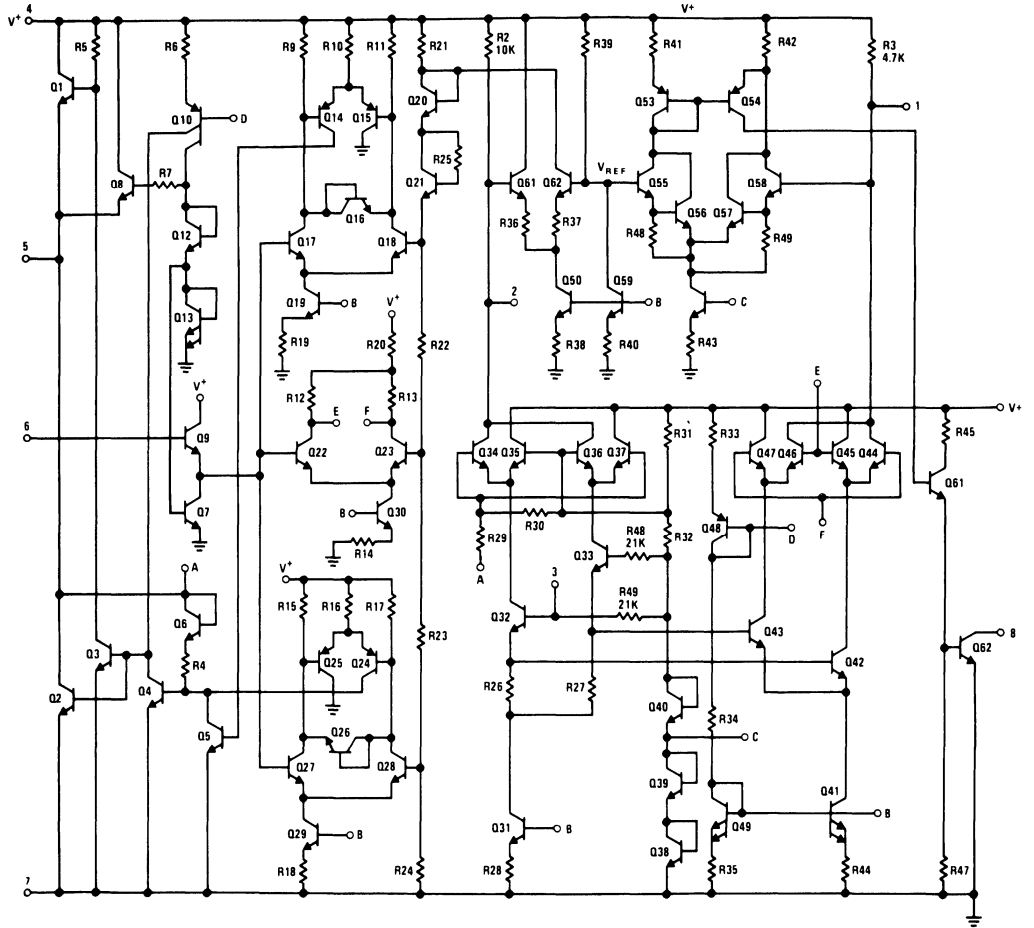 V+ 4 V+
R5 R6 R9 R10 R11 R21 R2 10K R39 R41 R42 R3 4.7K
Q1 Q10 D Q14 Q15 Q20 Q53 Q54 1
R7 R25 VREF
Q8 Q21 Q61 Q62 Q55 Q58
Q16 R36 R37 Q56 Q57
Q12 Q17 Q18 R48 R49
5
Q50 Q59
Q13 Q19 B V+ 2 B C
R19 R20 R22 R38 R40 R43
E
R12 R13
V+ E F V+
6 R31 R33 R45
Q9 Q22 Q23 Q34 Q35 Q36 Q37 Q47 Q46 Q45 Q44
Q61
Q7 B Q30 R30 R32 Q48 D F
R14 R29 Q33 R48 21K
A V+ A 3
R15 R16 R17 R49 21K
Q6 Q32 Q43
Q3 R4 Q25 Q24 R23 Q42 Q62 8
Q2 Q4 R26 R27
Q5 Q26 Q40 R34
C
Q27 Q28 Q39
Q29 B Q31 B Q49 Q41 B
Q38
7 R18 R24 R28 R35 R44 R47